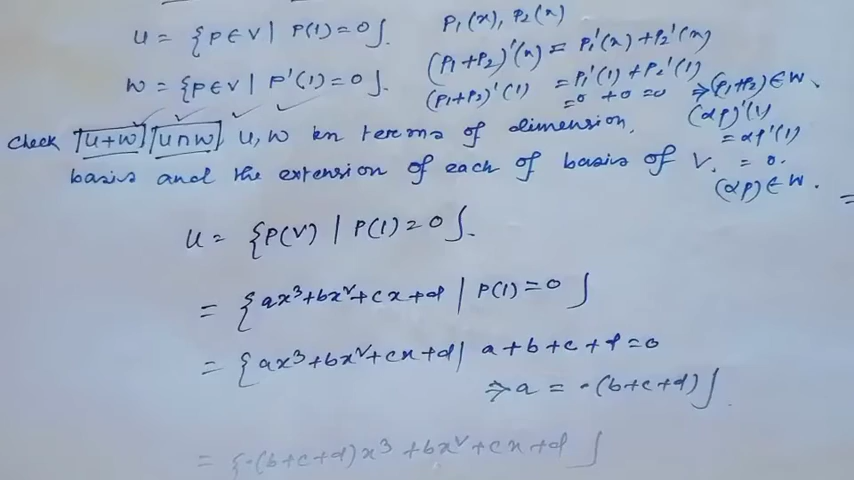 U = {P∈V | P(1)=0}.
W = {P∈V | P'(1)=0}.
P₁(x), P₂(x)
(P₁+P₂)'(x) = P₁'(x)+P₂'(x)
(P₁+P₂)'(1) = P₁'(1)+P₂'(1)
=0+0=0 ⇒(P₁+P₂)∈W.
(αP)'(1)
=αP'(1)
= 0.
(αP)∈W.
check U+W U∩W U, W in terms of dimension,
basis and the extension of each of basis of V.
=
U = {P(V) | P(1)=0}.
= {ax³+bx²+cx+d | P(1)=0}
= {ax³+bx²+cx+d | a+b+c+d=0
⇒a = -(b+c+d)}
= {-(b+c+d)x³+bx²+cx+d}